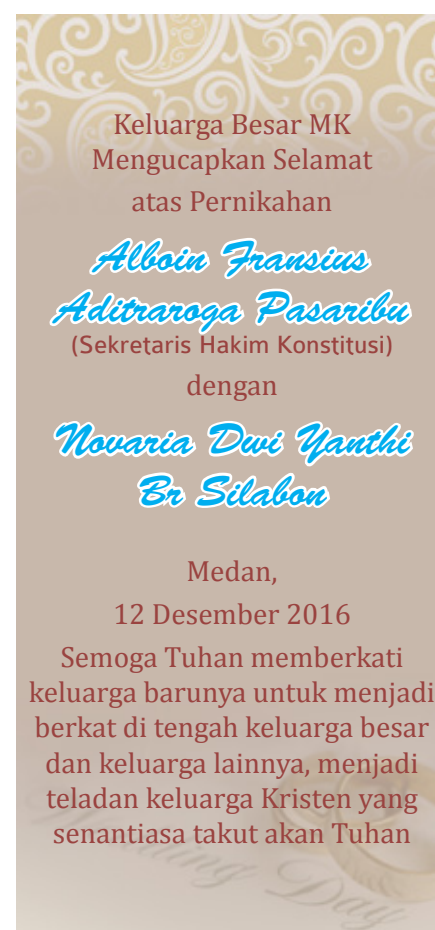 Keluarga Besar MK
Mengucapkan Selamat
atas Pernikahan
Alboin Fransius
Aditraroga Pasaribu
(Sekretaris Hakim Konstitusi)
dengan
Novaria Dwi Yanthi
Br Silabon
Medan,
12 Desember 2016
Semoga Tuhan memberkati
keluarga barunya untuk menjadi
berkat di tengah keluarga besar
dan keluarga lainnya, menjadi
teladan keluarga Kristen yang
senantiasa takut akan Tuhan
Wedding Day